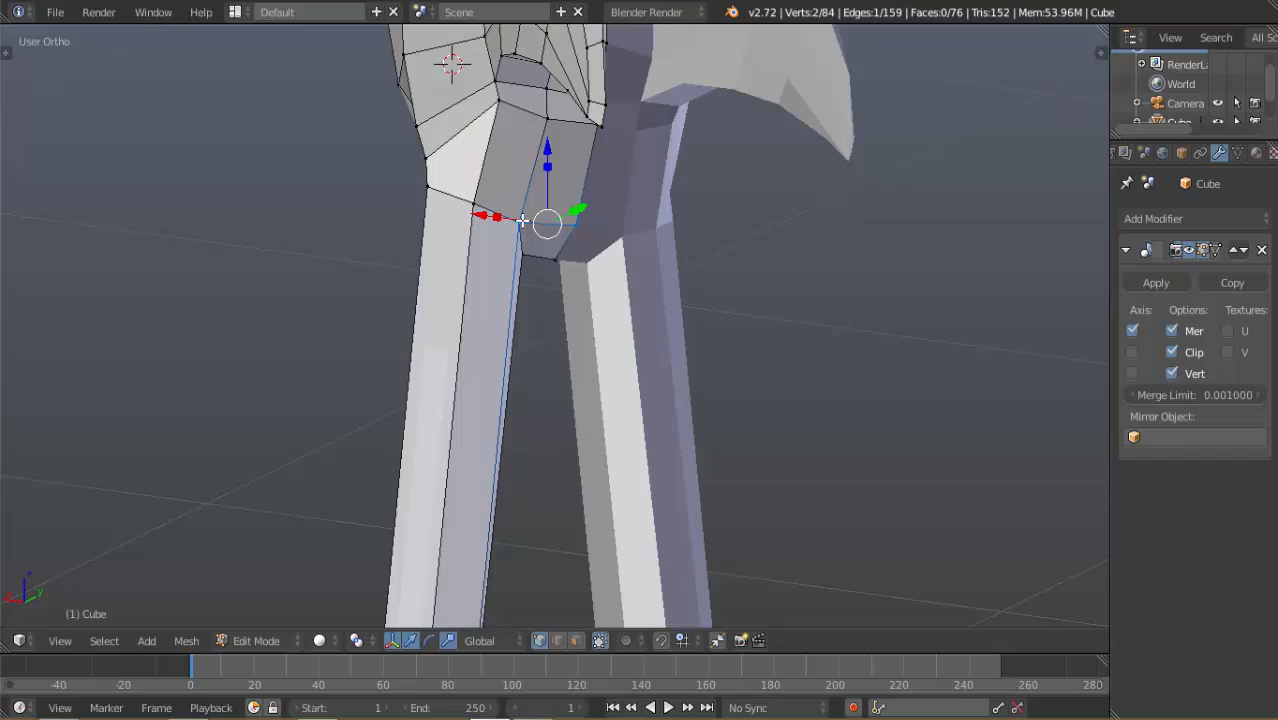 File Render Window Help Default Scene Blender Render v2.72 | Verts:2/84 | Edges:1/159 | Faces:0/76 | Tris:152 | Mem:53.96M | Cube
User Ortho
View Search All Sc
RenderLa
World
Camera
Cube
Cube
Add Modifier
Apply Copy
Axis: Options: Textures:
Mer U
Clip V
Vert
Merge Limit: 0.001000
Mirror Object:
z
x y
(1) Cube
View Select Add Mesh Edit Mode Global
-40 -20 0 20 40 60 80 100 120 140 160 180 200 220 240 260 280
View Marker Frame Playback Start: 1 End: 250 1 No Sync